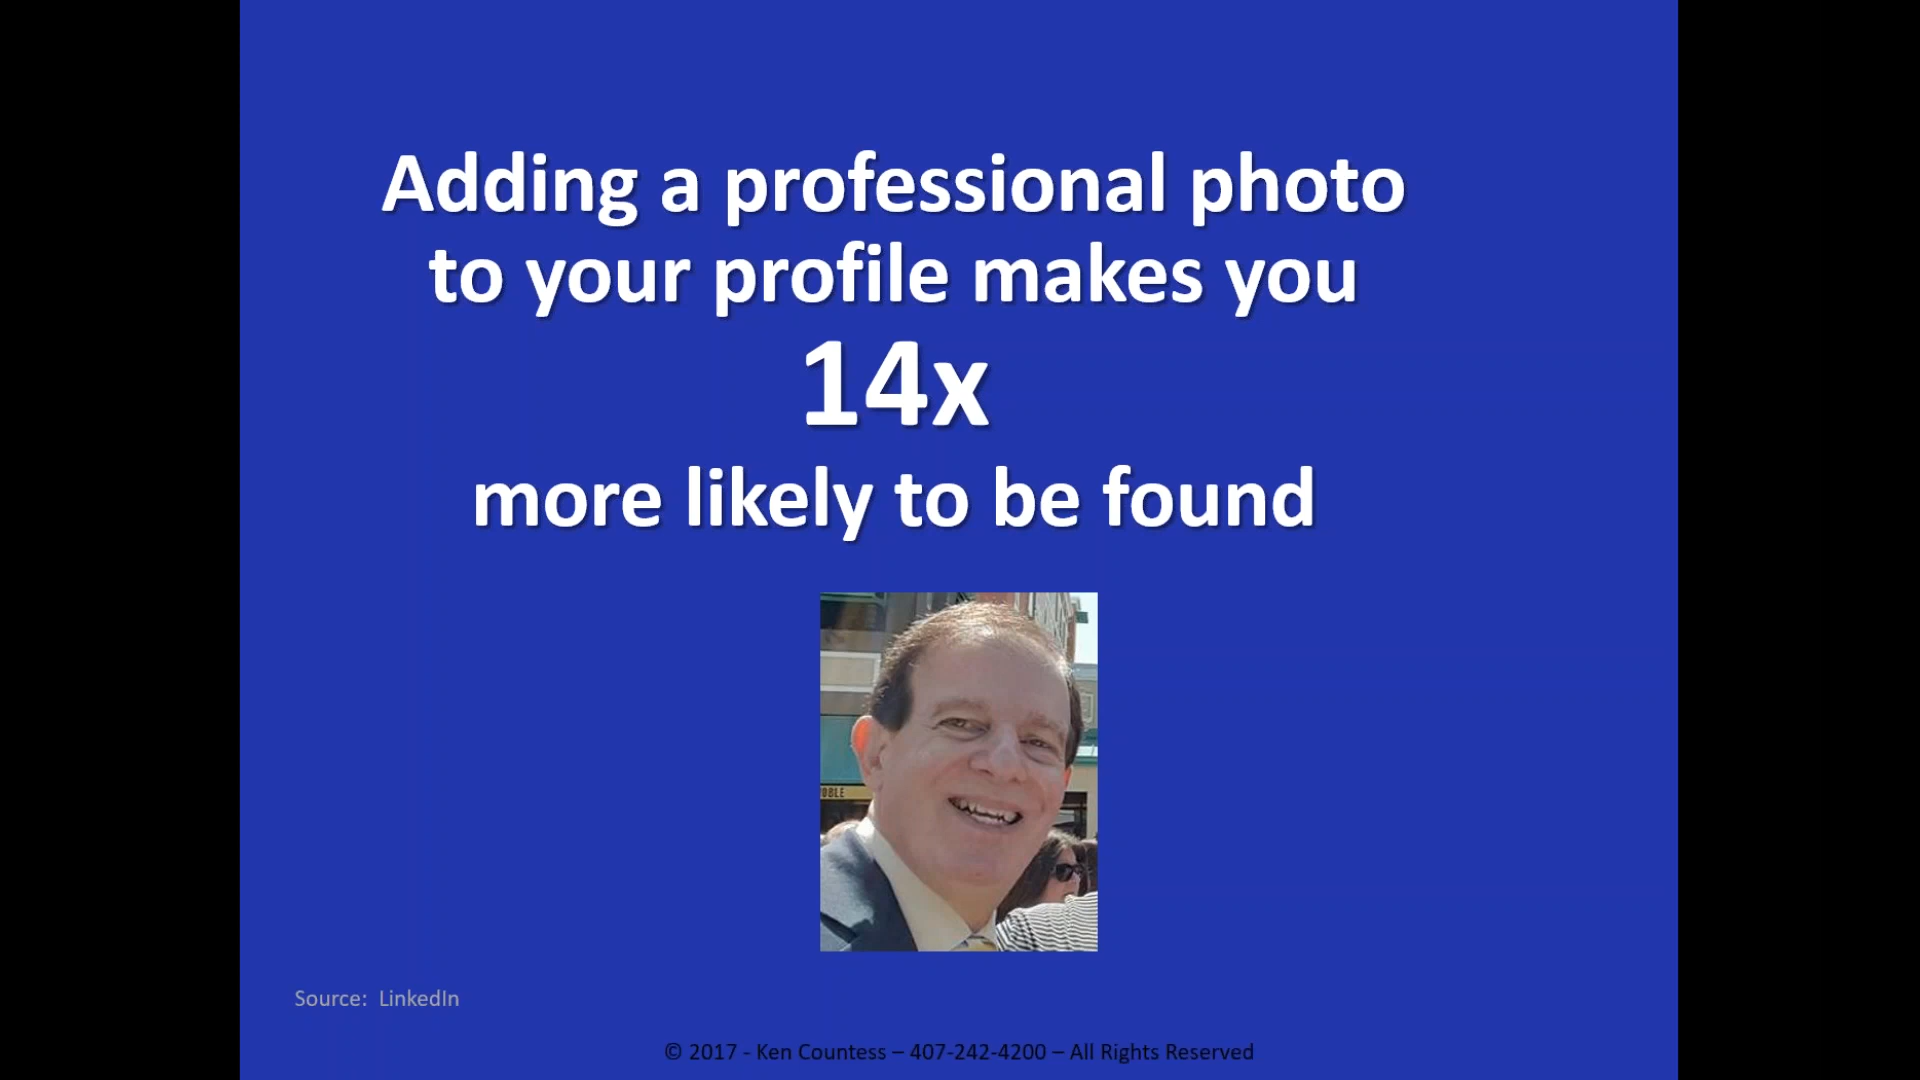 Adding a professional photo
to your profile makes you
14x
more likely to be found
Source: LinkedIn
© 2017 - Ken Countess – 407-242-4200 – All Rights Reserved